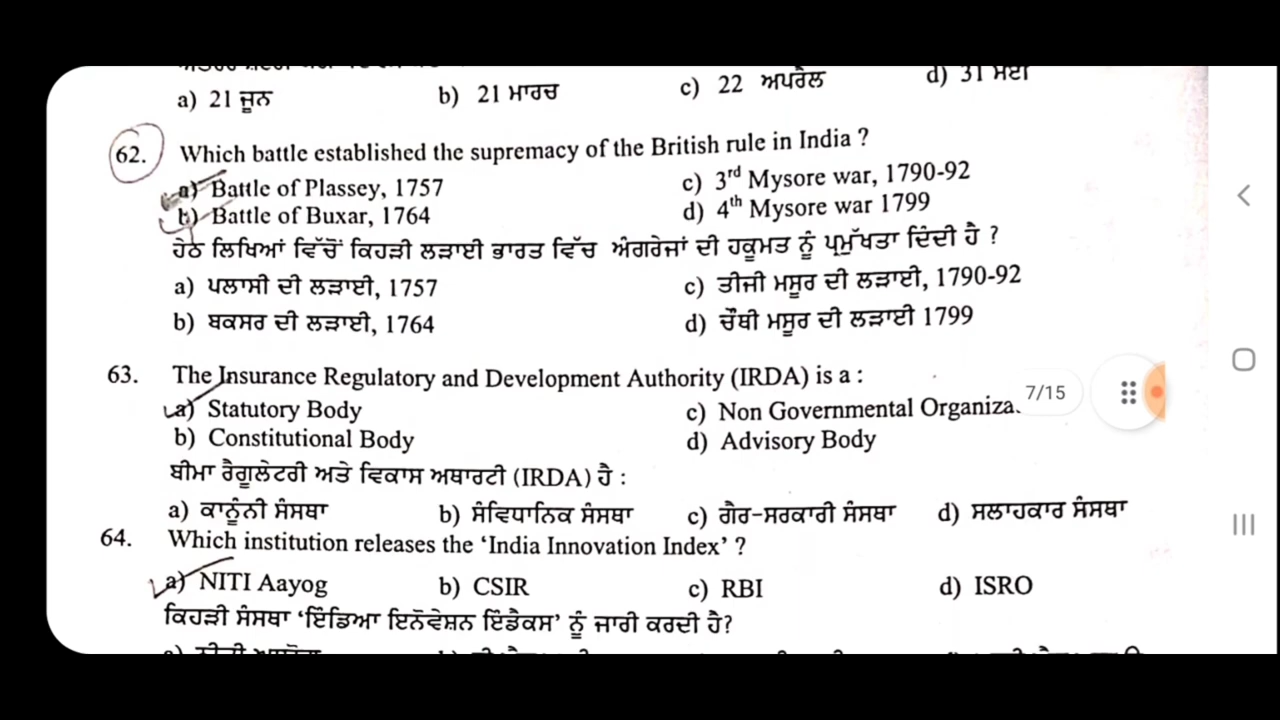 a) 21 ਜੂਨ b) 21 ਮਾਰਚ c) 22 ਅਪਰੈਲ d) 31 ਮਈ
62. Which battle established the supremacy of the British rule in India ?
a) Battle of Plassey, 1757 c) 3rd Mysore war, 1790-92
b) Battle of Buxar, 1764 d) 4th Mysore war 1799
ਹੇਠ ਲਿਖਿਆਂ ਵਿੱਚੋਂ ਕਿਹੜੀ ਲੜਾਈ ਭਾਰਤ ਵਿੱਚ ਅੰਗਰੇਜਾਂ ਦੀ ਹਕੂਮਤ ਨੂੰ ਪ੍ਰਮੁੱਖਤਾ ਦਿੰਦੀ ਹੈ ?
a) ਪਲਾਸੀ ਦੀ ਲੜਾਈ, 1757 c) ਤੀਜੀ ਮਸੂਰ ਦੀ ਲੜਾਈ, 1790-92
b) ਬਕਸਰ ਦੀ ਲੜਾਈ, 1764 d) ਚੌਥੀ ਮਸੂਰ ਦੀ ਲੜਾਈ 1799
63. The Insurance Regulatory and Development Authority (IRDA) is a :
7/15
a) Statutory Body c) Non Governmental Organiza
b) Constitutional Body d) Advisory Body
ਬੀਮਾ ਰੈਗੂਲੇਟਰੀ ਅਤੇ ਵਿਕਾਸ ਅਥਾਰਟੀ (IRDA) ਹੈ :
a) ਕਾਨੂੰਨੀ ਸੰਸਥਾ b) ਸੰਵਿਧਾਨਿਕ ਸੰਸਥਾ c) ਗੈਰ-ਸਰਕਾਰੀ ਸੰਸਥਾ d) ਸਲਾਹਕਾਰ ਸੰਸਥਾ
64. Which institution releases the ‘India Innovation Index’ ?
a) NITI Aayog b) CSIR c) RBI d) ISRO
ਕਿਹੜੀ ਸੰਸਥਾ ‘ਇੰਡਿਆ ਇਨੋਵੇਸ਼ਨ ਇੰਡੈਕਸ’ ਨੂੰ ਜਾਰੀ ਕਰਦੀ ਹੈ?